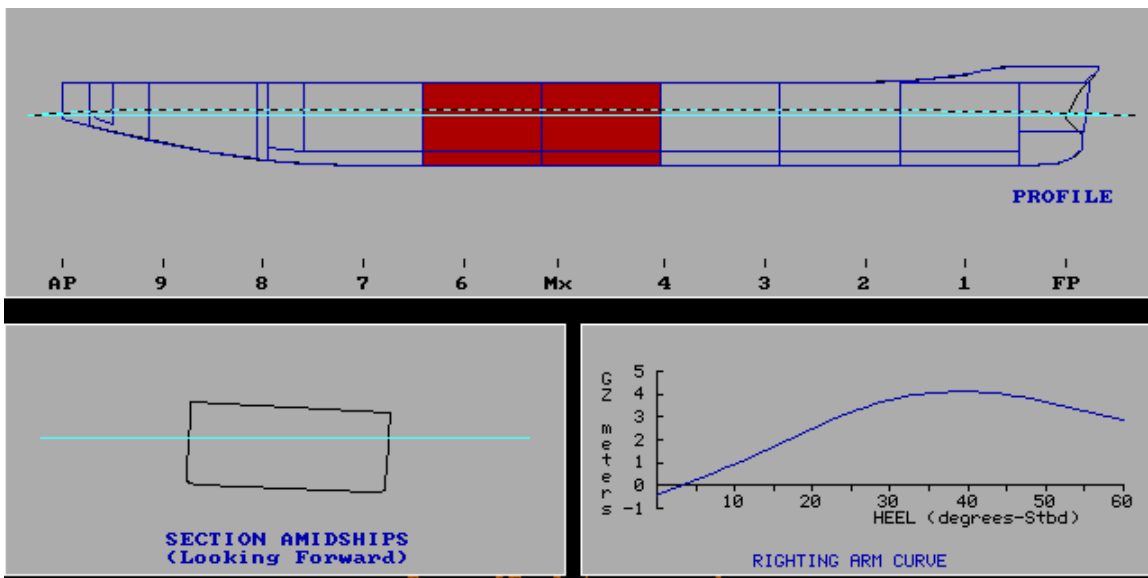 PROFILE
AP 9 8 7 6 Mx 4 3 2 1 FP
SECTION AMIDSHIPS
(Looking Forward)
GZ meters
5
4
3
2
1
0
-1
10 20 30 40 50 60
HEEL (degrees-Stbd)
RIGHTING ARM CURVE